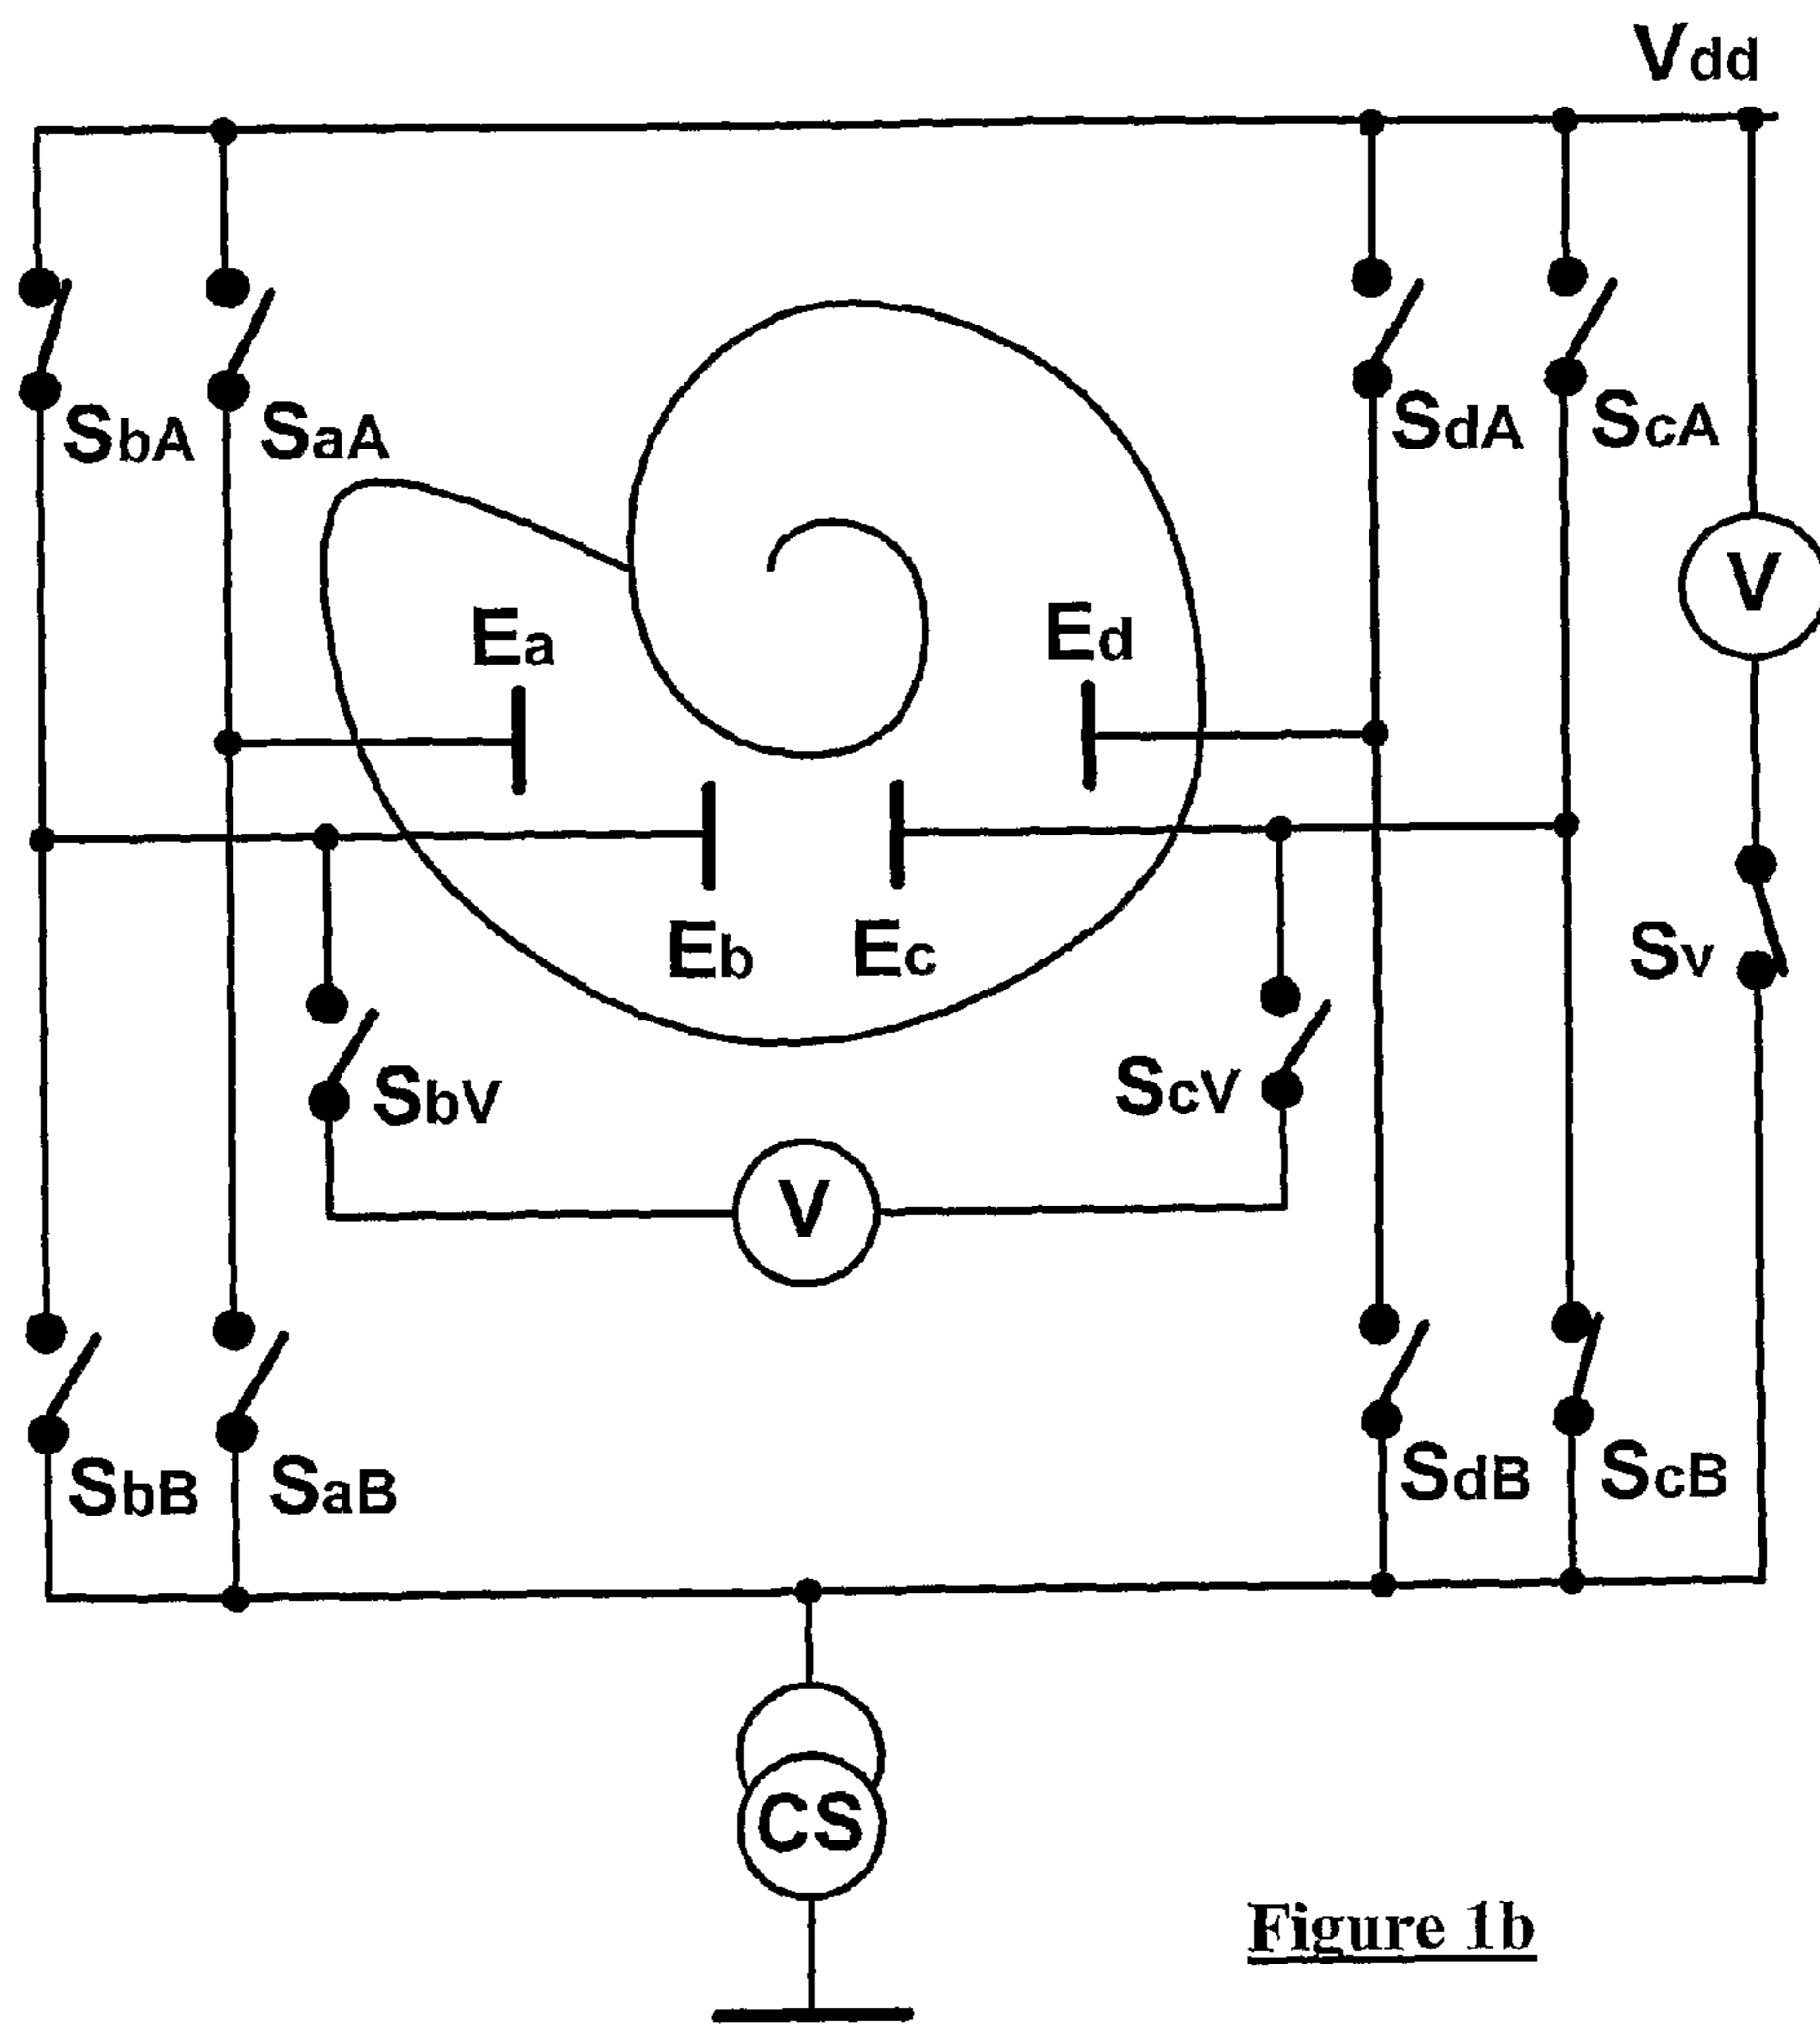 Vdd
SbA
SaA
SdA
ScA
V
Ea
Ed
Eb
Ec
Sv
SbV
ScV
V
SbB
SaB
SdB
ScB
CS
Figure 1b